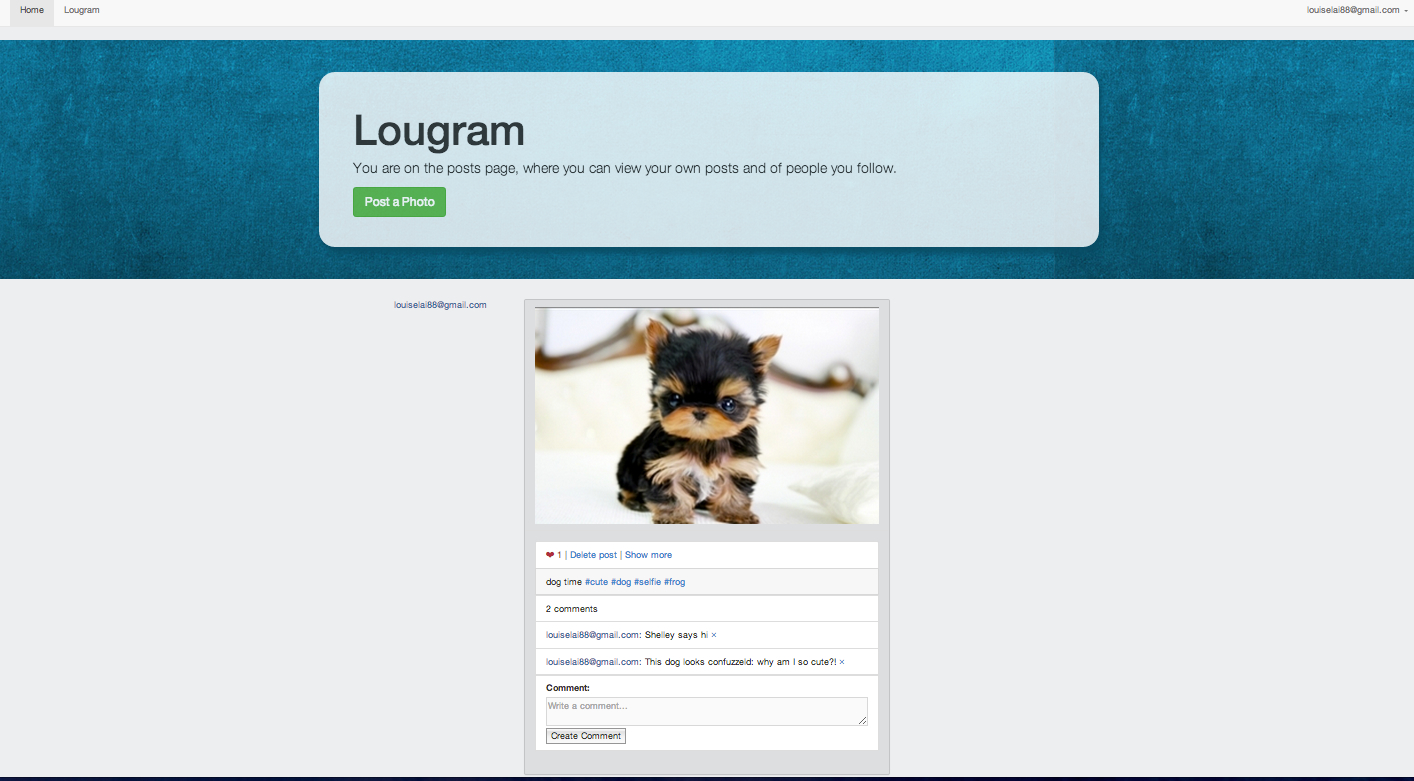 Home Lougram louiselai88@gmail.com
Lougram
You are on the posts page, where you can view your own posts and of people you follow.
Post a Photo
louiselai88@gmail.com
❤ 1 | Delete post | Show more
dog time #cute #dog #selfie #frog
2 comments
louiselai88@gmail.com: Shelley says hi ×
louiselai88@gmail.com: This dog looks confuzzeld: why am I so cute?! ×
Comment:
Write a comment...
Create Comment